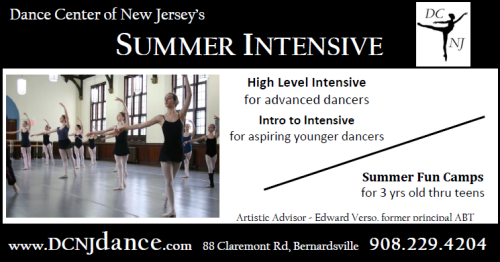 Dance Center of New Jersey's
SUMMER INTENSIVE
DC
NJ
High Level Intensive
for advanced dancers
Intro to Intensive
for aspiring younger dancers
Summer Fun Camps
for 3 yrs old thru teens
Artistic Advisor - Edward Verso, former principal ABT
www.DCNJdance.com 88 Claremont Rd, Bernardsville 908.229.4204